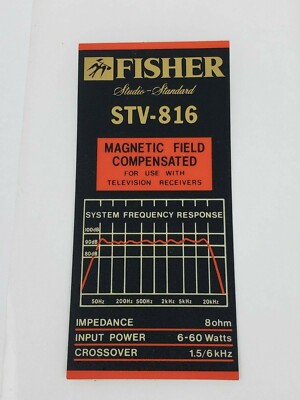 FISHER
Studio-Standard
STV-816
MAGNETIC FIELD
COMPENSATED
FOR USE WITH
TELEVISION RECEIVERS
SYSTEM FREQUENCY RESPONSE
100dB
90dB
80dB
50Hz 200Hz 500Hz 2kHz 5kHz 20kHz
IMPEDANCE 8ohm
INPUT POWER 6-60 Watts
CROSSOVER 1.5/6kHz